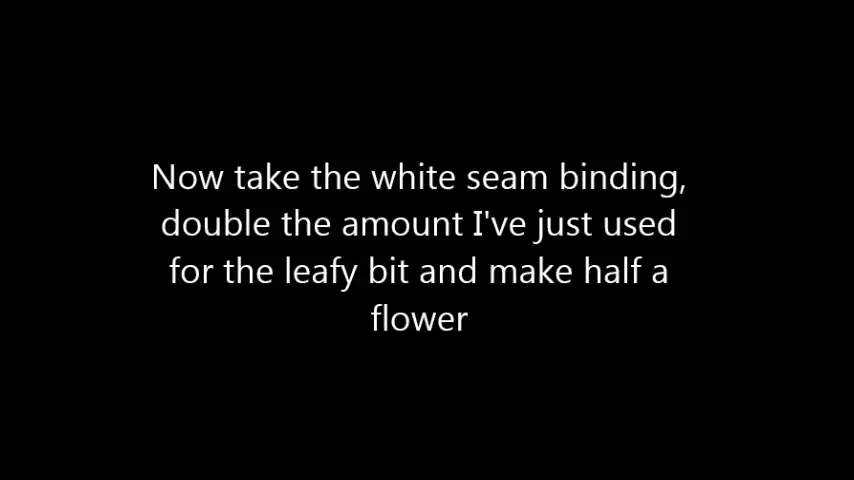 Now take the white seam binding,
double the amount I've just used
for the leafy bit and make half a
flower